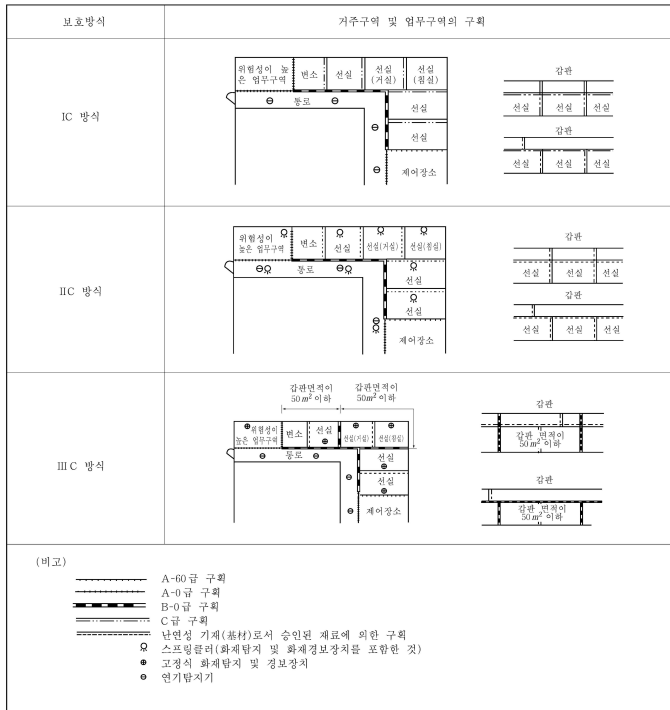 보호방식
거주구역 및 업무구역의 구획
IC 방식
위험성이 높
은 업무구역
변소
선실
선실
(거실)
선실
(침실)
통로
선실
선실
제어장소
갑판
선실
선실
선실
갑판
선실
선실
선실
IIC 방식
위험성이
높은 업무구역
변소
선실
선실(거실)
선실(침실)
통로
선실
선실
제어장소
갑판
선실
선실
선실
갑판
선실
선실
선실
IIIC 방식
갑판면적이
50m² 이하
갑판면적이
50m² 이하
위험성이
높은 업무구역
변소
선실
선실(거실)
선실(침실)
통로
선실
선실
제어장소
갑판
갑판 면적이
50m² 이하
갑판
갑판 면적이
50m² 이하
(비고)
A-60급 구획
A-0급 구획
B-0급 구획
C급 구획
난연성 기재(基材)로서 승인된 재료에 의한 구획
스프링클러(화재탐지 및 화재경보장치를 포함한 것)
고정식 화재탐지 및 경보장치
연기탐지기